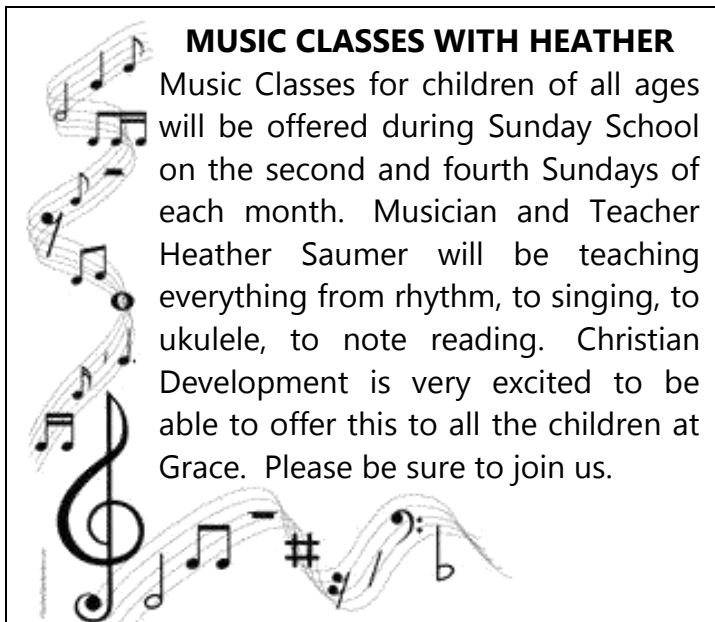 MUSIC CLASSES WITH HEATHER
Music Classes for children of all ages
will be offered during Sunday School
on the second and fourth Sundays of
each month. Musician and Teacher
Heather Saumer will be teaching
everything from rhythm, to singing, to
ukulele, to note reading. Christian
Development is very excited to be
able to offer this to all the children at
Grace. Please be sure to join us.